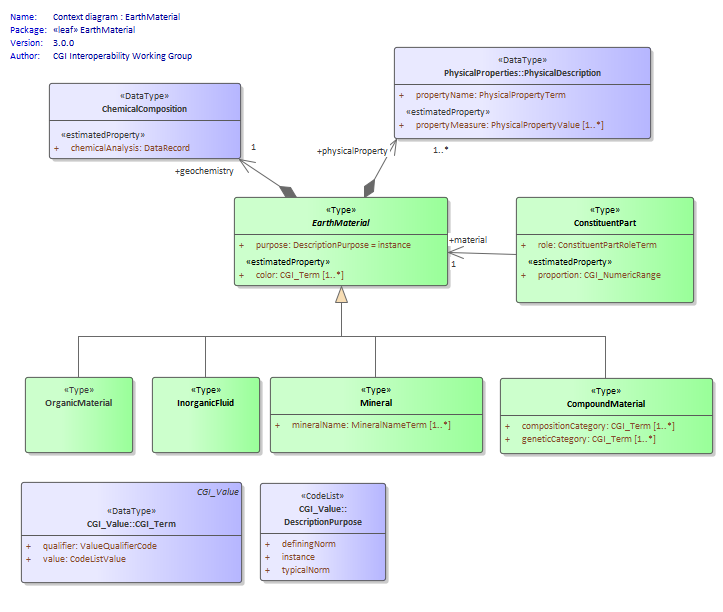 Name: Context diagram : EarthMaterial
Package: «leaf» EarthMaterial
Version: 3.0.0
Author: CGI Interoperability Working Group
«DataType»
PhysicalProperties::PhysicalDescription
+ propertyName: PhysicalPropertyTerm
«estimatedProperty»
+ propertyMeasure: PhysicalPropertyValue [1..*]
«DataType»
ChemicalComposition
«estimatedProperty»
+ chemicalAnalysis: DataRecord
1
+geochemistry
+physicalProperty
1..*
«Type»
EarthMaterial
+ purpose: DescriptionPurpose = instance
«estimatedProperty»
+ color: CGI_Term [1..*]
+material
1
«Type»
ConstituentPart
+ role: ConstituentPartRoleTerm
«estimatedProperty»
+ proportion: CGI_NumericRange
«Type»
OrganicMaterial
«Type»
InorganicFluid
«Type»
Mineral
+ mineralName: MineralNameTerm [1..*]
«Type»
CompoundMaterial
+ compositionCategory: CGI_Term [1..*]
+ geneticCategory: CGI_Term [1..*]
CGI_Value
«DataType»
CGI_Value::CGI_Term
+ qualifier: ValueQualifierCode
+ value: CodeListValue
«CodeList»
CGI_Value::
DescriptionPurpose
+ definingNorm
+ instance
+ typicalNorm